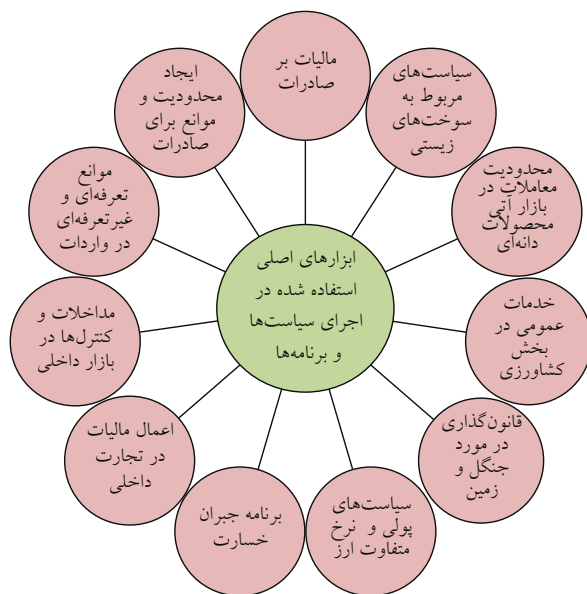 ابزارهای اصلی
استفاده شده در
اجرای سیاست‌ها
و برنامه‌ها
مالیات بر
صادرات
سیاست‌های
مربوط به
سوخت‌های
زیستی
محدودیت
معاملات در
بازار آتی
محصولات
دانه‌ای
خدمات
عمومی در
بخش
کشاورزی
قانون‌گذاری
در مورد
جنگل و
زمین
سیاست‌های
پولی و نرخ
متفاوت ارز
برنامه جبران
خسارت
اعمال مالیات
در تجارت
داخلی
مداخلات و
کنترل‌ها در
بازار داخلی
موانع
تعرفه‌ای و
غیرتعرفه‌ای
در واردات
ایجاد
محدودیت و
موانع برای
صادرات